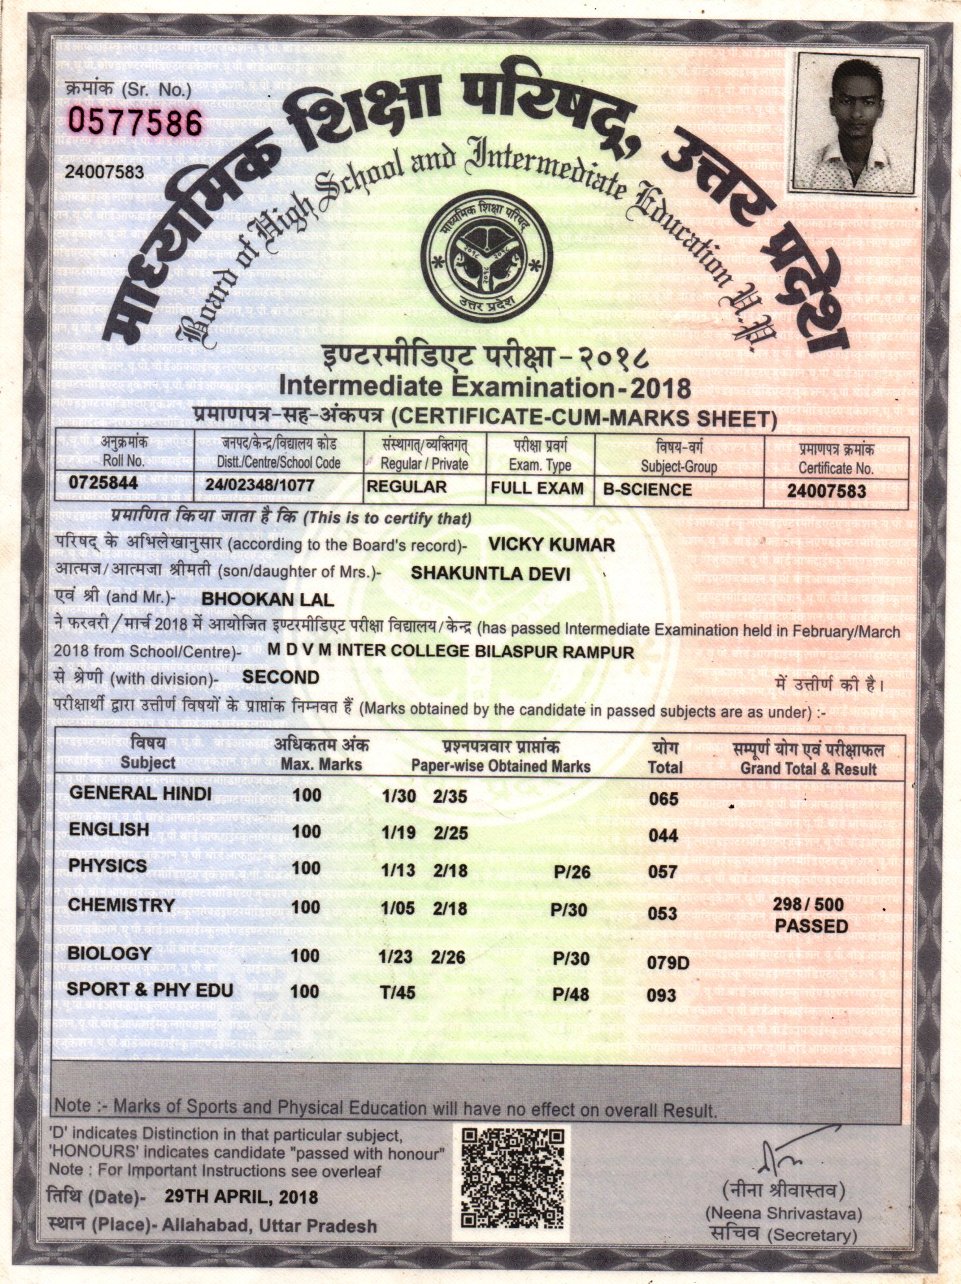 क्रमांक (Sr. No.)
0577586
24007583
माध्यमिक शिक्षा परिषद्, उत्तर प्रदेश
Board of High School and Intermediate Education U.P.
माध्यमिक शिक्षा परिषद
उत्तर प्रदेश
इण्टरमीडिएट परीक्षा - २०१८
Intermediate Examination - 2018
प्रमाणपत्र-सह-अंकपत्र (CERTIFICATE-CUM-MARKS SHEET)
अनुक्रमांक जनपद/केन्द्र/विद्यालय कोड संस्थागत्/व्यक्तिगत् परीक्षा प्रवर्ग विषय-वर्ग प्रमाणपत्र क्रमांक
Roll No. Distt./Centre/School Code Regular / Private Exam. Type Subject-Group Certificate No.
0725844 24/02348/1077 REGULAR FULL EXAM B-SCIENCE 24007583
प्रमाणित किया जाता है कि (This is to certify that)
परिषद् के अभिलेखानुसार (according to the Board's record)- VICKY KUMAR
आत्मज/आत्मजा श्रीमती (son/daughter of Mrs.)- SHAKUNTLA DEVI
एवं श्री (and Mr.)- BHOOKAN LAL
ने फरवरी/मार्च 2018 में आयोजित इण्टरमीडिएट परीक्षा विद्यालय/केन्द्र (has passed Intermediate Examination held in February/March
2018 from School/Centre)- M D V M INTER COLLEGE BILASPUR RAMPUR
से श्रेणी (with division)- SECOND में उत्तीर्ण की है।
परीक्षार्थी द्वारा उत्तीर्ण विषयों के प्राप्तांक निम्नवत हैं (Marks obtained by the candidate in passed subjects are as under) :-
विषय अधिकतम अंक प्रश्नपत्रवार प्राप्तांक योग सम्पूर्ण योग एवं परीक्षाफल
Subject Max. Marks Paper-wise Obtained Marks Total Grand Total & Result
GENERAL HINDI 100 1/30 2/35 065
ENGLISH 100 1/19 2/25 044
PHYSICS 100 1/13 2/18 P/26 057
CHEMISTRY 100 1/05 2/18 P/30 053 298 / 500
PASSED
BIOLOGY 100 1/23 2/26 P/30 079D
SPORT & PHY EDU 100 T/45 P/48 093
Note :- Marks of Sports and Physical Education will have no effect on overall Result.
'D' indicates Distinction in that particular subject,
'HONOURS' indicates candidate "passed with honour"
Note : For Important Instructions see overleaf
तिथि (Date)- 29TH APRIL, 2018
स्थान (Place)- Allahabad, Uttar Pradesh
(नीना श्रीवास्तव)
(Neena Shrivastava)
सचिव (Secretary)